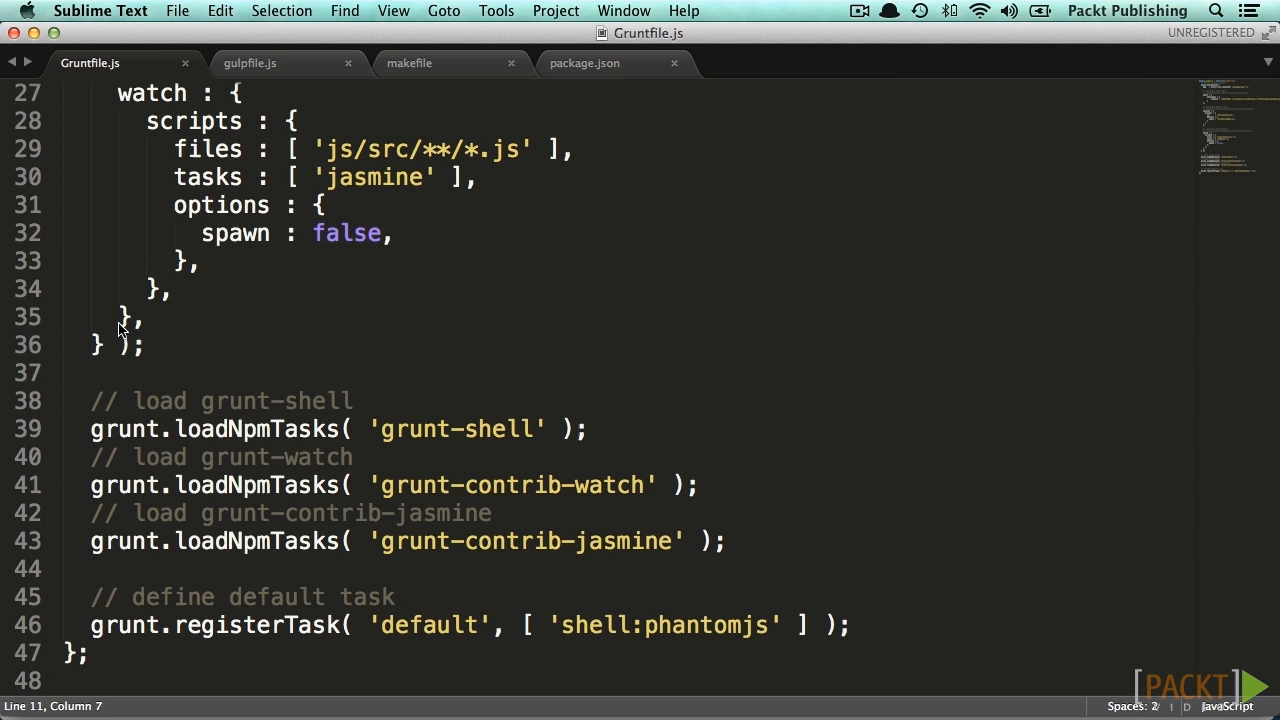 Sublime Text File Edit Selection Find View Goto Tools Project Window Help Packt Publishing
Gruntfile.js UNREGISTERED
Gruntfile.js × gulpfile.js × makefile × package.json ×
27 watch : {
28 scripts : {
29 files : [ 'js/src/**/*.js' ],
30 tasks : [ 'jasmine' ],
31 options : {
32 spawn : false,
33 },
34 },
35 },
36 } );
37
38 // load grunt-shell
39 grunt.loadNpmTasks( 'grunt-shell' );
40 // load grunt-watch
41 grunt.loadNpmTasks( 'grunt-contrib-watch' );
42 // load grunt-contrib-jasmine
43 grunt.loadNpmTasks( 'grunt-contrib-jasmine' );
44
45 // define default task
46 grunt.registerTask( 'default', [ 'shell:phantomjs' ] );
47 };
48
[PACKT]
Line 11, Column 7 Spaces: 2 JavaScript